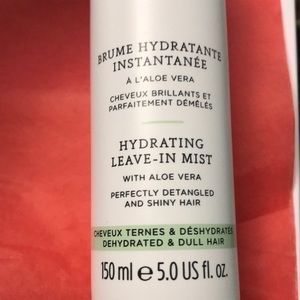 BRUME HYDRATANTE
INSTANTANÉE
À L'ALOE VERA
CHEVEUX BRILLANTS ET
PARFAITEMENT DÉMÊLÉS
HYDRATING
LEAVE-IN MIST
WITH ALOE VERA
PERFECTLY DETANGLED
AND SHINY HAIR
CHEVEUX TERNES & DÉSHYDRATÉS
DEHYDRATED & DULL HAIR
150 ml e 5.0 US fl. oz.